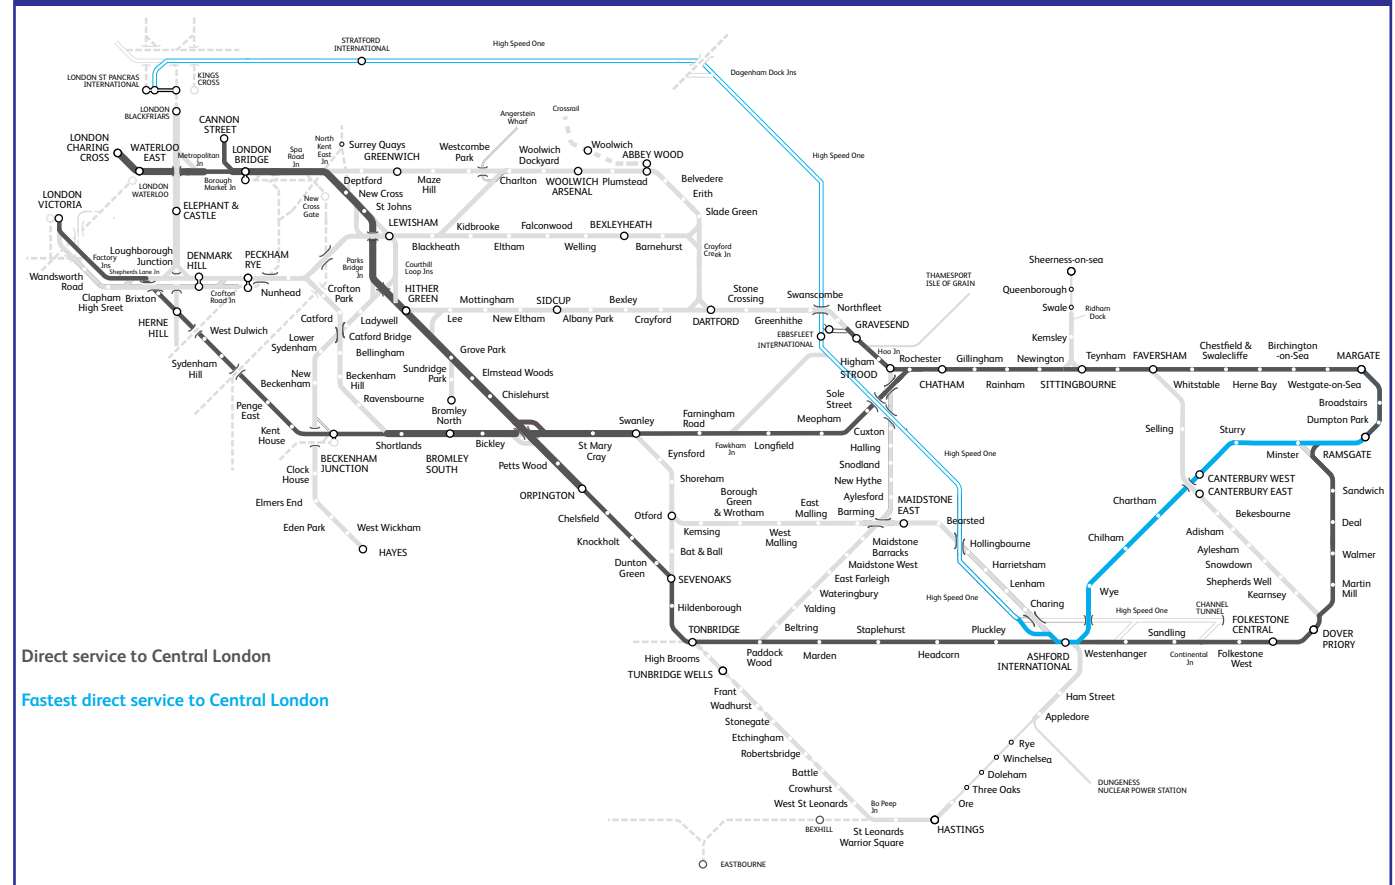 STRATFORD
INTERNATIONAL
High Speed One
Dagenham Dock Jns
LONDON ST PANCRAS
INTERNATIONAL
KINGS
CROSS
LONDON
BLACKFRIARS
CANNON
STREET
LONDON
CHARING
CROSS
WATERLOO
EAST
Metropolitan
Jn
LONDON
BRIDGE
Spa
Road
Jn
North
Kent
East
Jn
Surrey Quays
GREENWICH
Westcombe
Park
Angerstein
Wharf
Crossrail
Woolwich
Dockyard
Woolwich
ABBEY WOOD
High Speed One
LONDON
WATERLOO
Borough
Market Jn
Deptford
New Cross
St Johns
Maze
Hill
Charlton
WOOLWICH
ARSENAL
Plumstead
Belvedere
Erith
Slade Green
LONDON
VICTORIA
ELEPHANT &
CASTLE
New
Cross
Gate
LEWISHAM
Kidbrooke
Falconwood
BEXLEYHEATH
Blackheath
Eltham
Welling
Barnehurst
Crayford
Creek Jn
Factory
Jns
Loughborough
Junction
Shepherds Lane Jn
DENMARK
HILL
PECKHAM
RYE
Parks
Bridge
Jn
Courthill
Loop Jns
Wandsworth
Road
Clapham
High Sreet
Brixton
Crofton
Road Jn
Nunhead
Crofton
Park
HITHER
GREEN
Mottingham
SIDCUP
Bexley
Stone
Crossing
Swanscombe
Northfleet
Lee
New Eltham
Albany Park
Crayford
DARTFORD
Greenhithe
GRAVESEND
EBBSFLEET
INTERNATIONAL
THAMESPORT
ISLE OF GRAIN
Sheerness-on-sea
Queenborough
Swale
Ridham
Dock
Kemsley
HERNE
HILL
West Dulwich
Catford
Ladywell
Catford Bridge
Lower
Sydenham
Bellingham
Grove Park
Sydenham
Hill
New
Beckenham
Beckenham
Hill
Ravensbourne
Sundridge
Park
Elmstead Woods
Chislehurst
Bromley
North
Higham
STROOD
Hoo Jn
Rochester
Gillingham
Newington
Teynham
FAVERSHAM
Chestfield &
Swalecliffe
Birchington
-on-Sea
MARGATE
CHATHAM
Rainham
SITTINGBOURNE
Whitstable
Herne Bay
Westgate-on-Sea
Broadstairs
Dumpton Park
RAMSGATE
Penge
East
Kent
House
BECKENHAM
JUNCTION
Shortlands
BROMLEY
SOUTH
Bickley
St Mary
Cray
Swanley
Farningham
Road
Fawkham
Jn
Longfield
Meopham
Sole
Street
Cuxton
Halling
Snodland
New Hythe
Aylesford
Barming
High Speed One
Selling
Sturry
Minster
CANTERBURY WEST
CANTERBURY EAST
Sandwich
Clock
House
Petts Wood
ORPINGTON
Eynsford
Shoreham
Borough
Green
& Wrotham
East
Malling
MAIDSTONE
EAST
Bearsted
Chartham
Bekesbourne
Elmers End
Eden Park
West Wickham
HAYES
Chelsfield
Knockholt
Dunton
Green
Otford
Kemsing
Bat & Ball
SEVENOAKS
West
Malling
Maidstone
Barracks
Maidstone West
East Farleigh
Wateringbury
Yalding
Beltring
Hollingbourne
Harrietsham
Lenham
Charing
High Speed One
Chilham
Wye
Adisham
Aylesham
Snowdown
Shepherds Well
Kearnsey
Deal
Walmer
Martin
Mill
Hildenborough
TONBRIDGE
Staplehurst
Pluckley
High Speed One
CHANNEL
TUNNEL
FOLKESTONE
CENTRAL
Sandling
DOVER
PRIORY
High Brooms
Paddock
Wood
Marden
Headcorn
ASHFORD
INTERNATIONAL
Westenhanger
Continental
Jn
Folkestone
West
Direct service to Central London
Fastest direct service to Central London
TUNBRIDGE WELLS
Frant
Wadhurst
Stonegate
Etchingham
Robertsbridge
Battle
Crowhurst
West St Leonards
Ham Street
Appledore
Rye
Winchelsea
Doleham
Three Oaks
Ore
DUNGENESS
NUCLEAR POWER STATION
Bo Peep
Jn
BEXHILL
St Leonards
Warrior Square
HASTINGS
EASTBOURNE